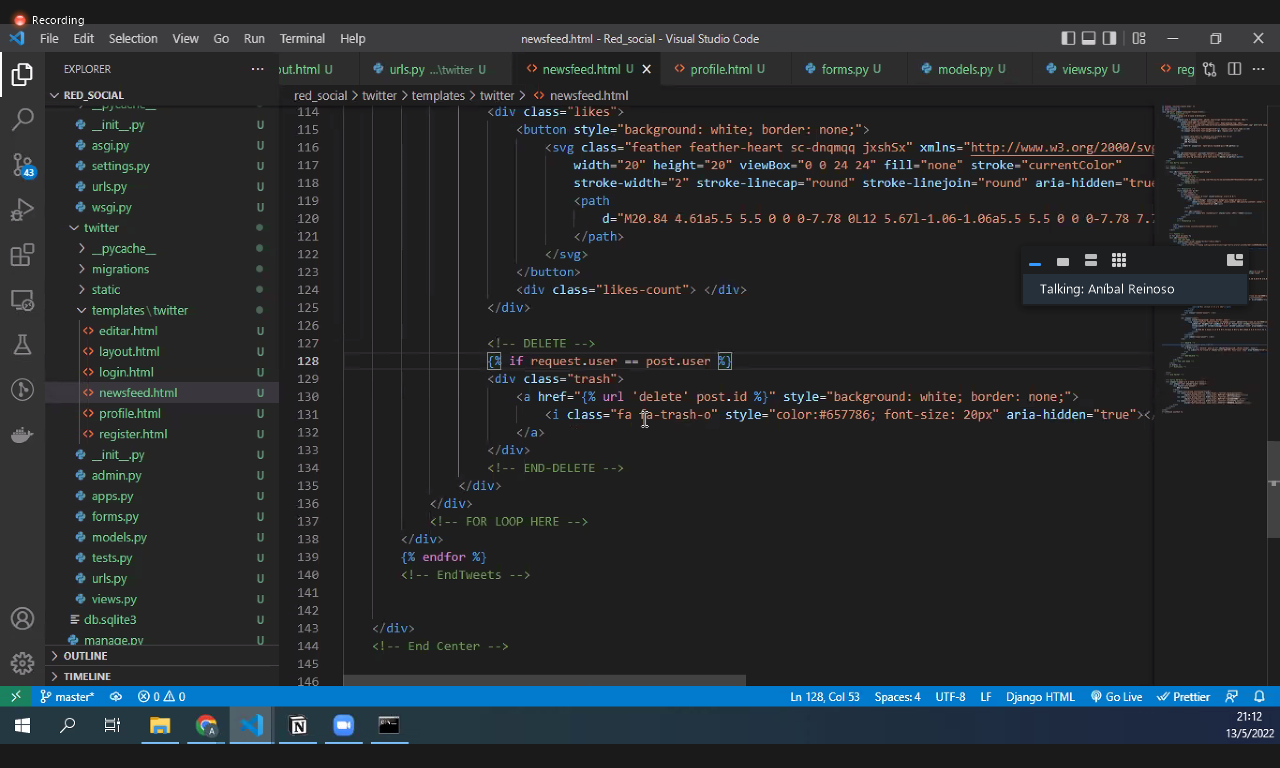 Recording
File Edit Selection View Go Run Terminal Help
newsfeed.html - Red_social - Visual Studio Code
EXPLORER
out.html U
urls.py ...\twitter U
newsfeed.html U
profile.html U
forms.py U
models.py U
views.py U
reg
RED_SOCIAL
red_social > twitter > templates > twitter > newsfeed.html
__pycache__
__init__.py U
asgi.py U
settings.py U
urls.py U
wsgi.py U
twitter
__pycache__
migrations
static
templates\twitter
editar.html U
layout.html U
login.html U
newsfeed.html U
profile.html U
register.html U
__init__.py U
admin.py U
apps.py U
forms.py U
models.py U
tests.py U
urls.py U
views.py U
db.sqlite3 U
manage.py U
OUTLINE
TIMELINE
43
114 <div class="likes">
115 <button style="background: white; border: none;">
116 <svg class="feather feather-heart sc-dnqmqq jxshSx" xmlns="http://www.w3.org/2000/svg
117 width="20" height="20" viewBox="0 0 24 24" fill="none" stroke="currentColor"
118 stroke-width="2" stroke-linecap="round" stroke-linejoin="round" aria-hidden="true
119 <path
120 d="M20.84 4.61a5.5 5.5 0 0 0-7.78 0L12 5.67l-1.06-1.06a5.5 5.5 0 0 0-7.78 7.7
121 </path>
122 </svg>
123 </button>
124 <div class="likes-count"> </div>
125 </div>
126
127 <!-- DELETE -->
128 {% if request.user == post.user %}
129 <div class="trash">
130 <a href="{% url 'delete' post.id %}" style="background: white; border: none;">
131 <i class="fa fa-trash-o" style="color:#657786; font-size: 20px" aria-hidden="true"></
132 </a>
133 </div>
134 <!-- END-DELETE -->
135 </div>
136 </div>
137 <!-- FOR LOOP HERE -->
138 </div>
139 {% endfor %}
140 <!-- EndTweets -->
141
142
143 </div>
144 <!-- End Center -->
145
146
Talking: Aníbal Reinoso
master* 0 0 Ln 128, Col 53 Spaces: 4 UTF-8 LF Django HTML Go Live Prettier
21:12
13/5/2022